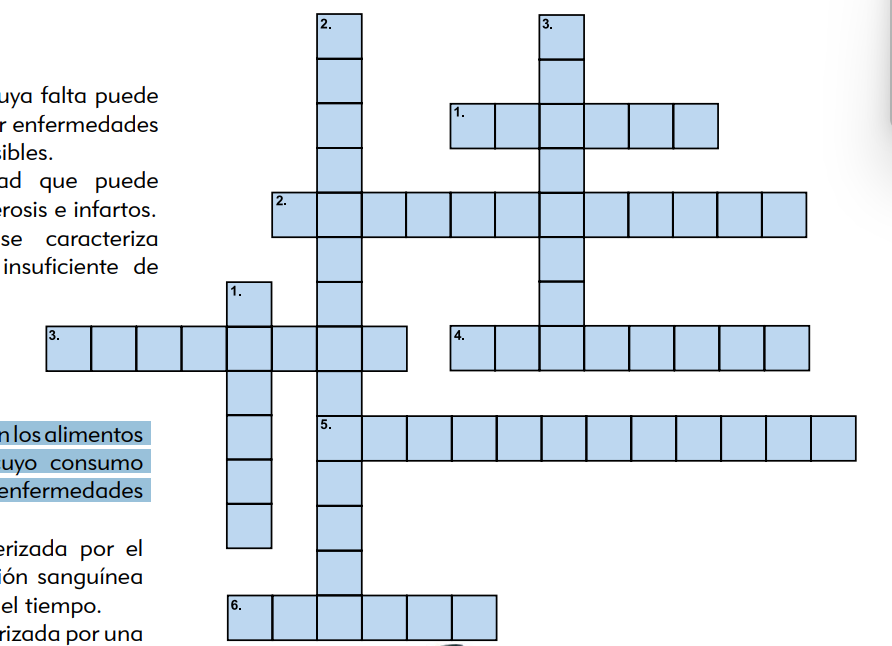 2.
3.
uya falta puede
1.
r enfermedades
sibles.
ad que puede
2.
erosis e infartos.
se caracteriza
insuficiente de
1.
3.
4.
5.
n los alimentos
cuyo consumo
enfermedades
erizada por el
ión sanguínea
el tiempo.
6.
rizada por una